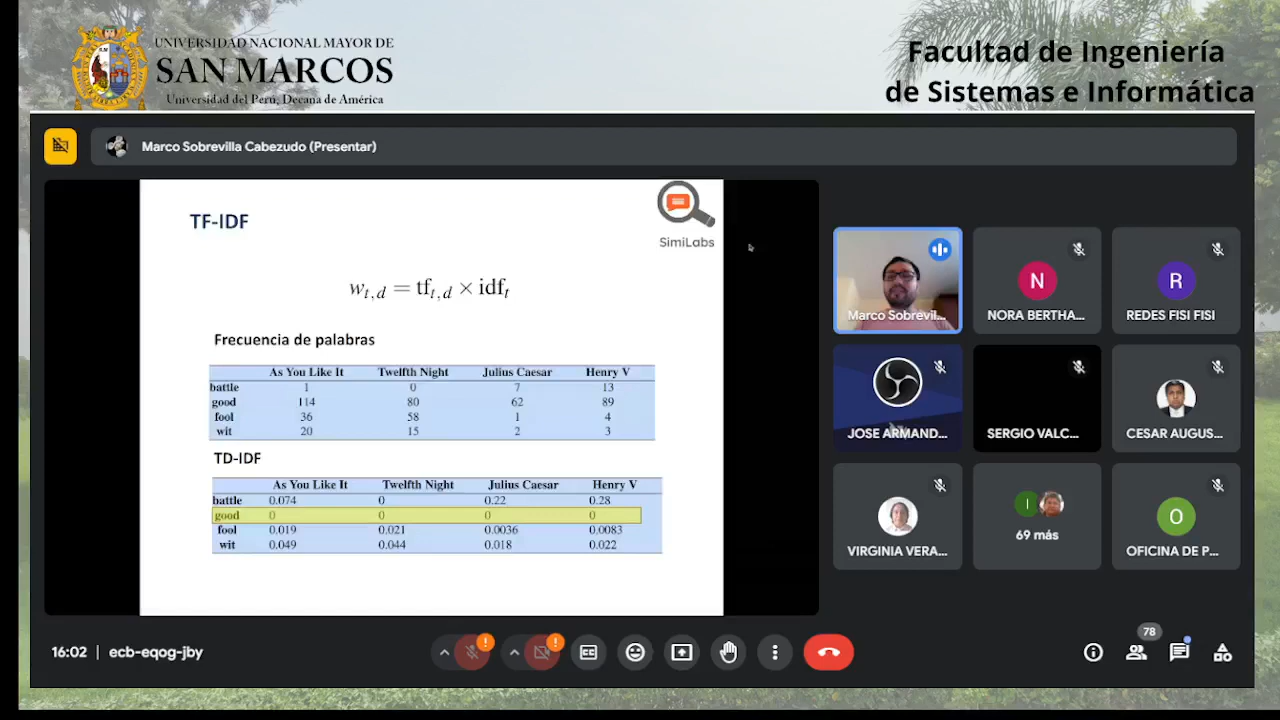 UNIVERSIDAD NACIONAL MAYOR DE
SAN MARCOS
Universidad del Perú, Decana de América
Facultad de Ingeniería
de Sistemas e Informática
Marco Sobrevilla Cabezudo (Presentar)
TF-IDF
SimiLabs
w_{t,d} = tf_{t,d} × idf_t
Frecuencia de palabras
As You Like It Twelfth Night Julius Caesar Henry V
battle 1 0 7 13
good 114 80 62 89
fool 36 58 1 4
wit 20 15 2 3
TD-IDF
As You Like It Twelfth Night Julius Caesar Henry V
battle 0.074 0 0.22 0.28
good 0 0 0 0
fool 0.019 0.021 0.0036 0.0083
wit 0.049 0.044 0.018 0.022
Marco Sobrevil...
N
NORA BERTHA...
R
REDES FISI FISI
JOSE ARMAND...
SERGIO VALC...
CESAR AUGUS...
VIRGINIA VERA...
I
69 más
O
OFICINA DE P...
16:02 | ecb-eqog-jby
78